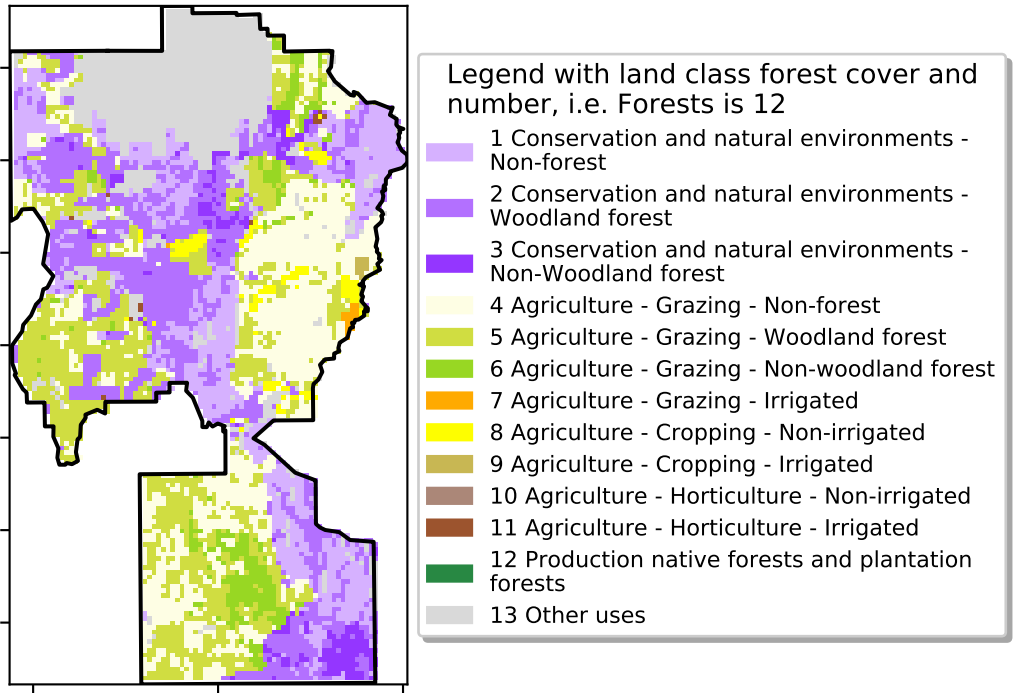 Legend with land class forest cover and
number, i.e. Forests is 12
1 Conservation and natural environments -
Non-forest
2 Conservation and natural environments -
Woodland forest
3 Conservation and natural environments -
Non-Woodland forest
4 Agriculture - Grazing - Non-forest
5 Agriculture - Grazing - Woodland forest
6 Agriculture - Grazing - Non-woodland forest
7 Agriculture - Grazing - Irrigated
8 Agriculture - Cropping - Non-irrigated
9 Agriculture - Cropping - Irrigated
10 Agriculture - Horticulture - Non-irrigated
11 Agriculture - Horticulture - Irrigated
12 Production native forests and plantation
forests
13 Other uses